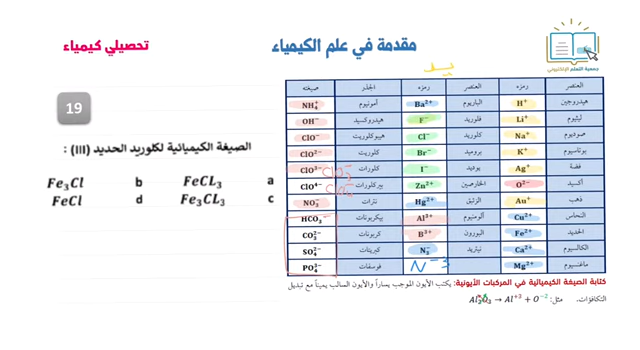 تحصيلي كيمياء
مقدمة في علم الكيمياء
جمعية التعلم الإلكتروني
19
الصيغة الكيميائية لكلوريد الحديد (III) :
a FeCL₃ b Fe₃Cl
c Fe₃CL₃ d FeCl
العنصر رمزه العنصر رمزه الجذر صيغته
هيدروجين H⁺ الباريوم Ba²⁺ أمونيوم NH₄⁺
ليثيوم Li⁺ فلوريد F⁻ هيدروكسيد OH⁻
صوديوم Na⁺ كلوريد Cl⁻ هيبوكلوريت ClO⁻
بوتاسيوم K⁺ بروميد Br⁻ كلوريت ClO²⁻
فضة Ag⁺ يوديد I⁻ كلورات ClO³⁻ ClO₃⁻
أكسيد O²⁻ الخارصين Zn²⁺ بيركلورات ClO⁴⁻
ذهب Au⁺ الزئبق Hg²⁺ نترات NO₃⁻
النحاس Cu²⁺ ألومنيوم Al³⁺ بيكربونات HCO₃⁻
الحديد Fe²⁺ البورون B³⁺ كربونات CO₃²⁻
الكالسيوم Ca²⁺ نيتريد N₃⁻ كبريتات SO₄²⁻
ماغنسيوم Mg²⁺ N⁻³ فوسفات PO₄³⁻
كتابة الصيغة الكيميائية في المركبات الأيونية: يكتب الأيون الموجب يساراً والأيون السالب يميناً مع تبديل
التكافؤات. مثل: Al₂O₃ → Al⁺³ + O⁻²